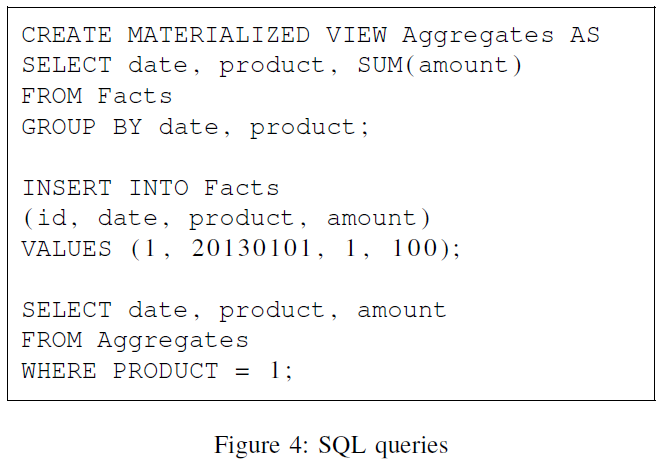 CREATE MATERIALIZED VIEW Aggregates AS
SELECT date, product, SUM(amount)
FROM Facts
GROUP BY date, product;
INSERT INTO Facts
(id, date, product, amount)
VALUES (1, 20130101, 1, 100);
SELECT date, product, amount
FROM Aggregates
WHERE PRODUCT = 1;
Figure 4: SQL queries